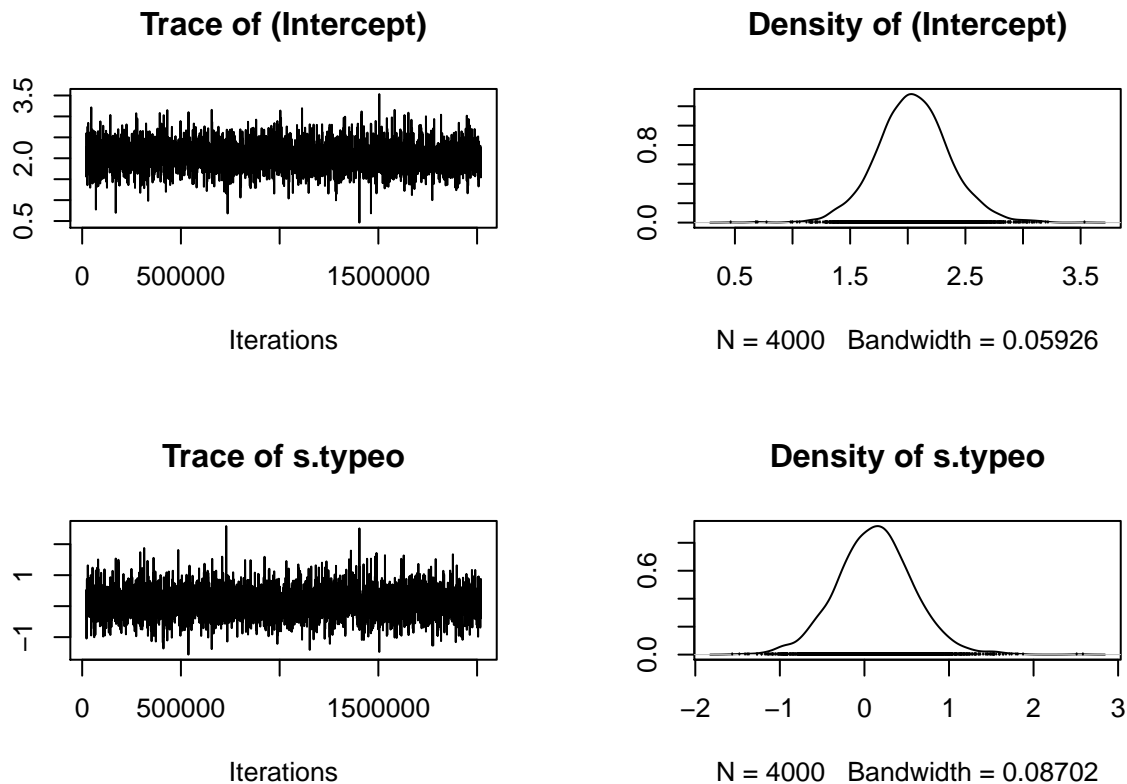 Trace of (Intercept)
0.5 2.0 3.5
0 500000 1500000
Iterations
Density of (Intercept)
0.0 0.8
0.5 1.5 2.5 3.5
N = 4000 Bandwidth = 0.05926
Trace of s.typeo
−1 1
0 500000 1500000
Iterations
Density of s.typeo
0.0 0.6
−2 −1 0 1 2 3
N = 4000 Bandwidth = 0.08702